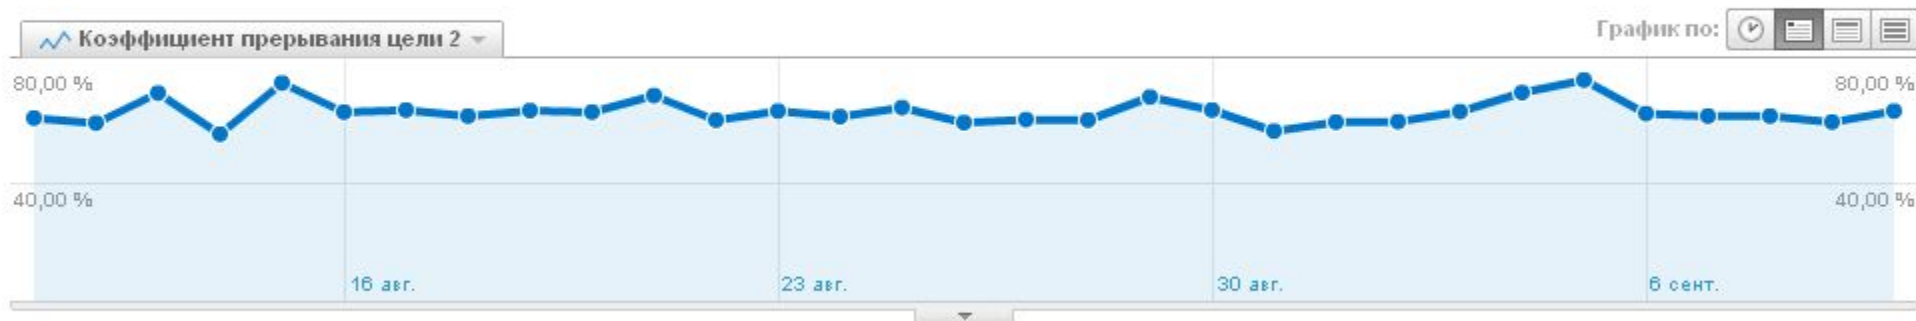 График по:
Коэффициент прерывания цели 2
80,00 % 80,00 %
40,00 % 40,00 %
16 авг. 23 авг. 30 авг. 6 сент.